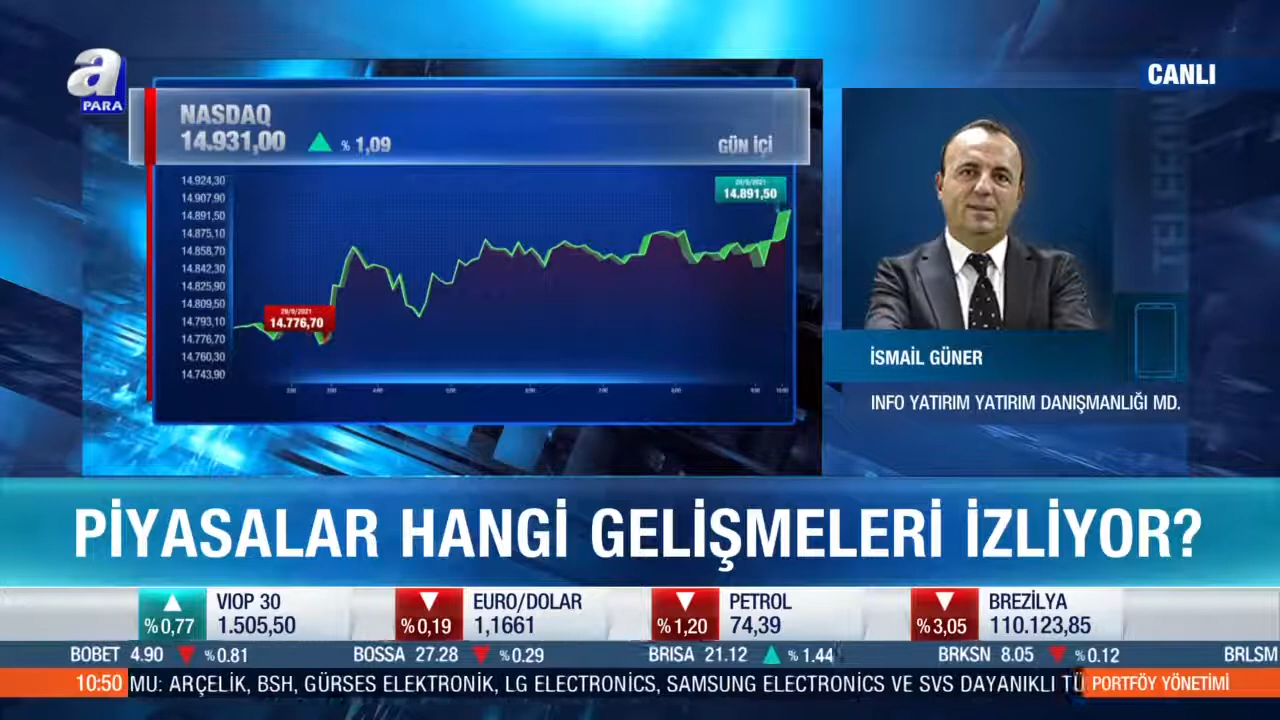 a
PARA
CANLI
NASDAQ
14.931,00 % 1,09
GÜN İÇİ
14.924,30
14.907,90
14.891,50
14.875,10
14.858,70
14.842,30
14.825,90
14.809,50
14.793,10
14.776,70
14.760,30
14.743,90
14.776,70
14.891,50
TELEFON
İSMAİL GÜNER
INFO YATIRIM YATIRIM DANIŞMANLIĞI MD.
PİYASALAR HANGİ GELİŞMELERİ İZLİYOR?
% 0,77 VIOP 30 1.505,50
% 0,19 EURO/DOLAR 1,1661
% 1,20 PETROL 74,39
% 3,05 BREZİLYA 110.123,85
BOBET 4.90 %0.81 BOSSA 27.28 %0.29 BRISA 21.12 % 1.44 BRKSN 8.05 %0.12 BRLSM
10:50 MU: ARÇELİK, BSH, GÜRSES ELEKTRONİK, LG ELECTRONİCS, SAMSUNG ELECTRONİCS VE SVS DAYANIKLI TÜ PORTFÖY YÖNETİMİ